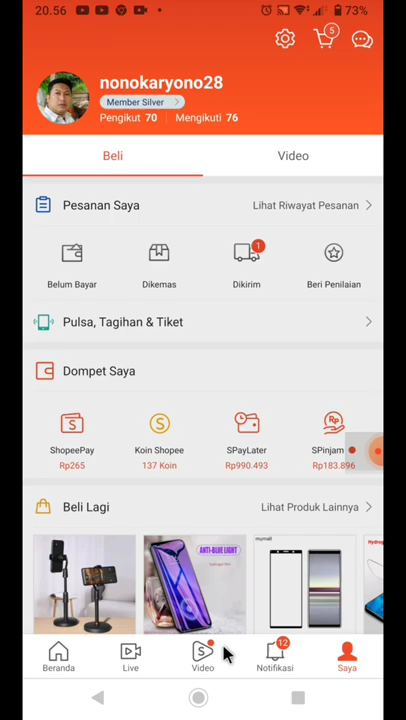 20.56
73%
5
nonokaryono28
Member Silver
Pengikut 70
Mengikuti 76
Beli
Video
Pesanan Saya
Lihat Riwayat Pesanan
1
Belum Bayar
Dikemas
Dikirim
Beri Penilaian
Pulsa, Tagihan & Tiket
Dompet Saya
ShopeePay
Koin Shopee
SPayLater
SPinjam
Rp265
137 Koin
Rp990.493
Rp183.896
Beli Lagi
Lihat Produk Lainnya
ANTI-BLUE LIGHT
mumall
Hydrog
12
Beranda
Live
Video
Notifikasi
Saya